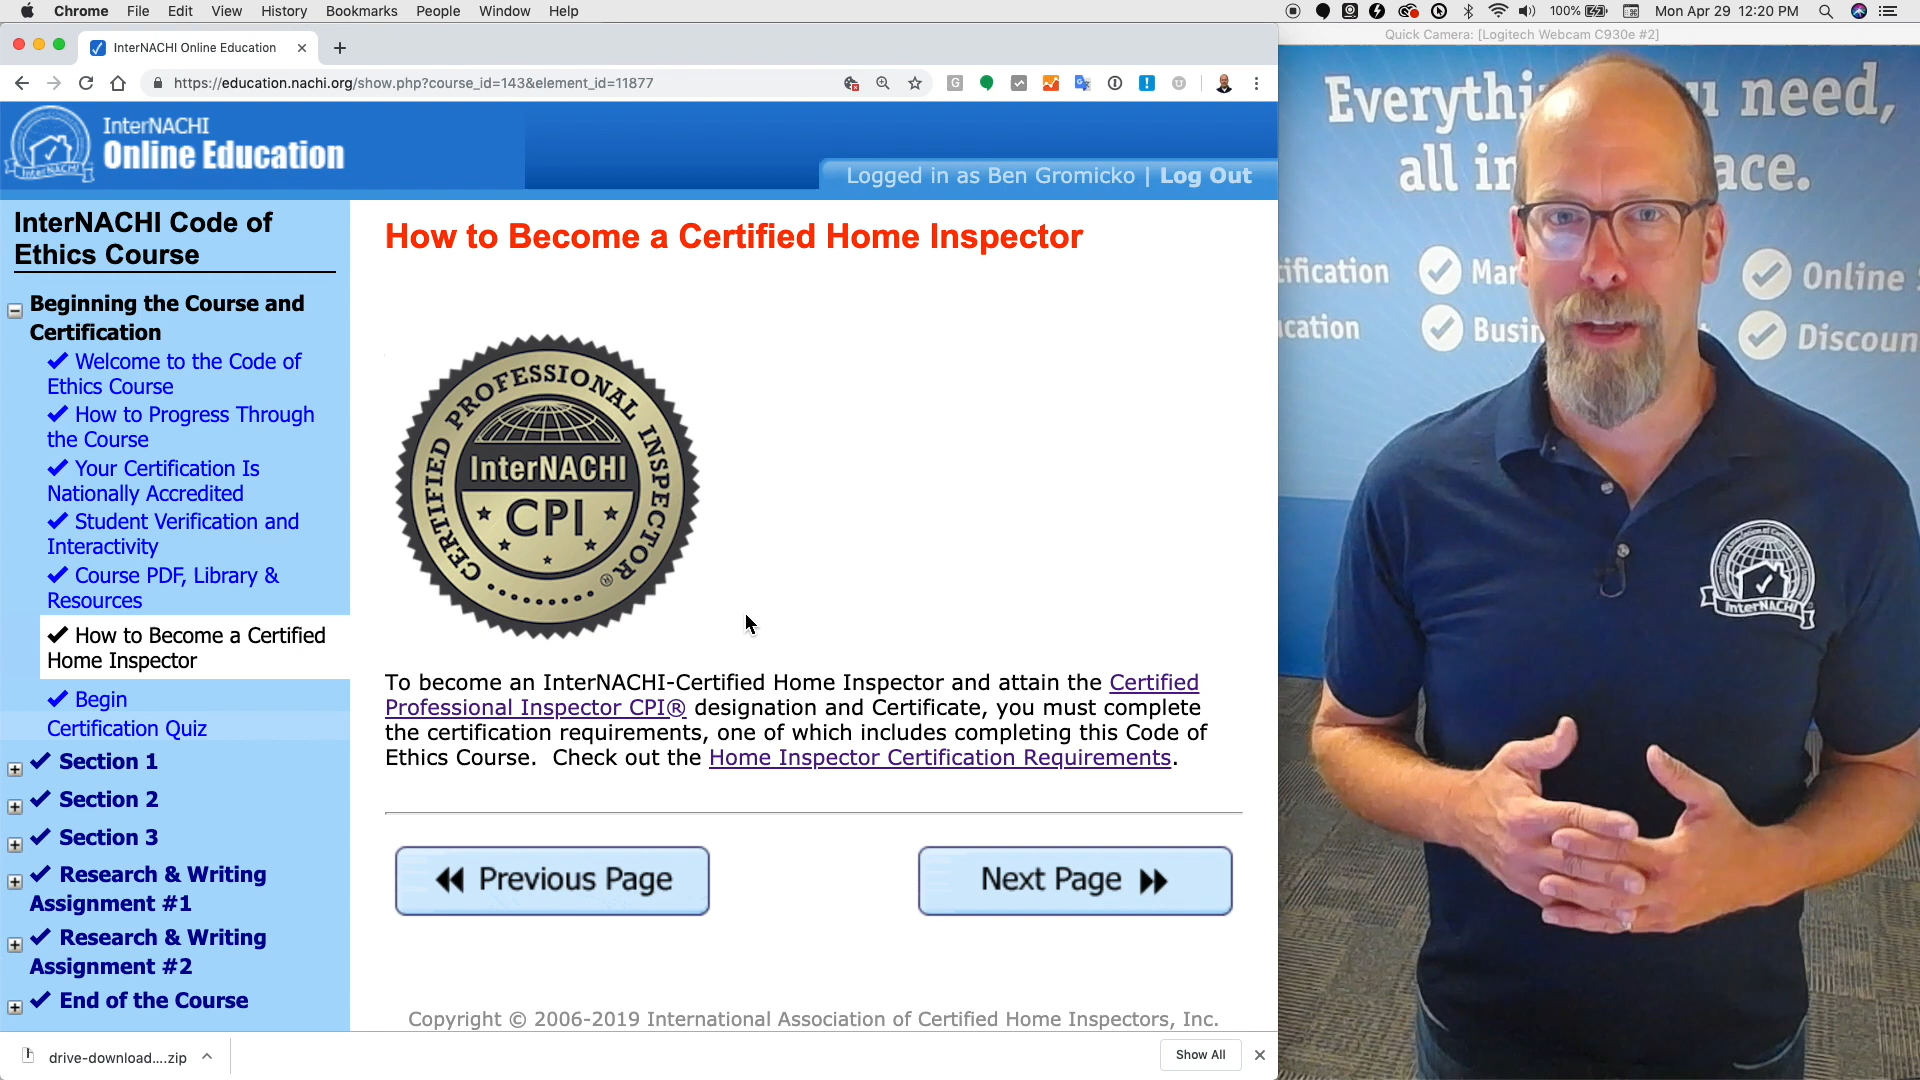 Chrome File Edit View History Bookmarks People Window Help
100% Mon Apr 29 12:20 PM
InterNACHI Online Education
Quick Camera: [Logitech Webcam C930e #2]
https://education.nachi.org/show.php?course_id=143&element_id=11877
InterNACHI
Online Education
Logged in as Ben Gromicko | Log Out
InterNACHI Code of
Ethics Course
Beginning the Course and
Certification
Welcome to the Code of
Ethics Course
How to Progress Through
the Course
Your Certification Is
Nationally Accredited
Student Verification and
Interactivity
Course PDF, Library &
Resources
How to Become a Certified
Home Inspector
Begin
Certification Quiz
Section 1
Section 2
Section 3
Research & Writing
Assignment #1
Research & Writing
Assignment #2
End of the Course
How to Become a Certified Home Inspector
CERTIFIED PROFESSIONAL INSPECTOR ®
InterNACHI
CPI
To become an InterNACHI-Certified Home Inspector and attain the Certified
Professional Inspector CPI® designation and Certificate, you must complete
the certification requirements, one of which includes completing this Code of
Ethics Course. Check out the Home Inspector Certification Requirements.
Previous Page
Next Page
Copyright © 2006-2019 International Association of Certified Home Inspectors, Inc.
drive-download....zip
Show All
Everythi u need,
all in ace.
ification Mar Online S
cation Busin t Discoun
InterNACHI